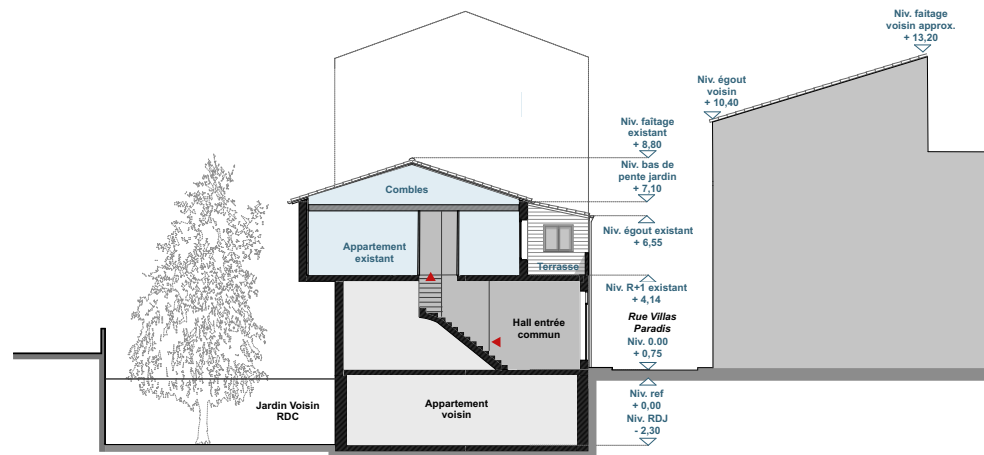 Niv. faitage
voisin approx.
+ 13,20
Niv. égout
voisin
+ 10,40
Niv. faîtage
existant
+ 8,80
Niv. bas de
pente jardin
+ 7,10
Combles
Niv. égout existant
+ 6,55
Appartement
existant
Terrasse
Niv. R+1 existant
+ 4,14
Rue Villas
Paradis
Niv. 0.00
+ 0,75
Hall entrée
commun
Niv. ref
+ 0,00
Niv. RDJ
- 2,30
Jardin Voisin
RDC
Appartement
voisin